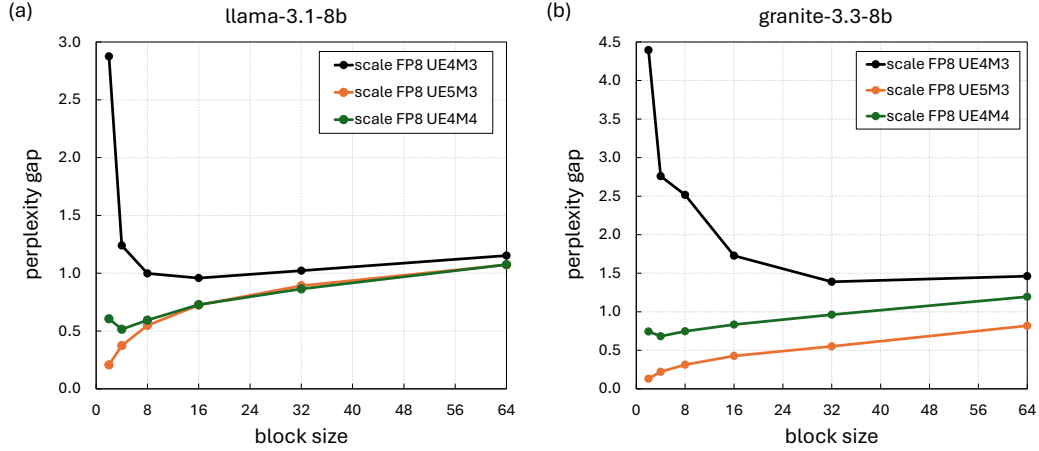 (a)
llama-3.1-8b
3.0
2.5
2.0
1.5
1.0
0.5
0.0
perplexity gap
scale FP8 UE4M3
scale FP8 UE5M3
scale FP8 UE4M4
0 8 16 24 32 40 48 56 64
block size
(b)
granite-3.3-8b
4.5
4.0
3.5
3.0
2.5
2.0
1.5
1.0
0.5
0.0
perplexity gap
scale FP8 UE4M3
scale FP8 UE5M3
scale FP8 UE4M4
0 8 16 24 32 40 48 56 64
block size